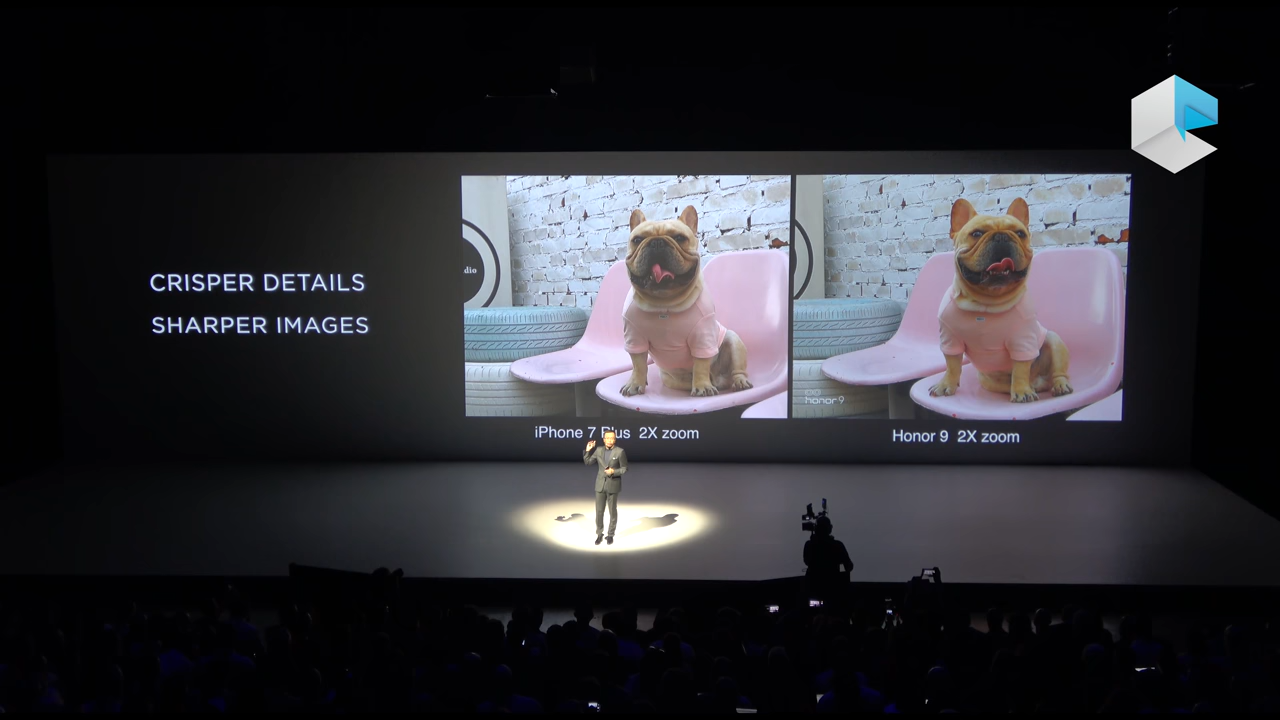 CRISPER DETAILS
SHARPER IMAGES
dio
honor 9
iPhone 7 Plus 2X zoom
Honor 9 2X zoom